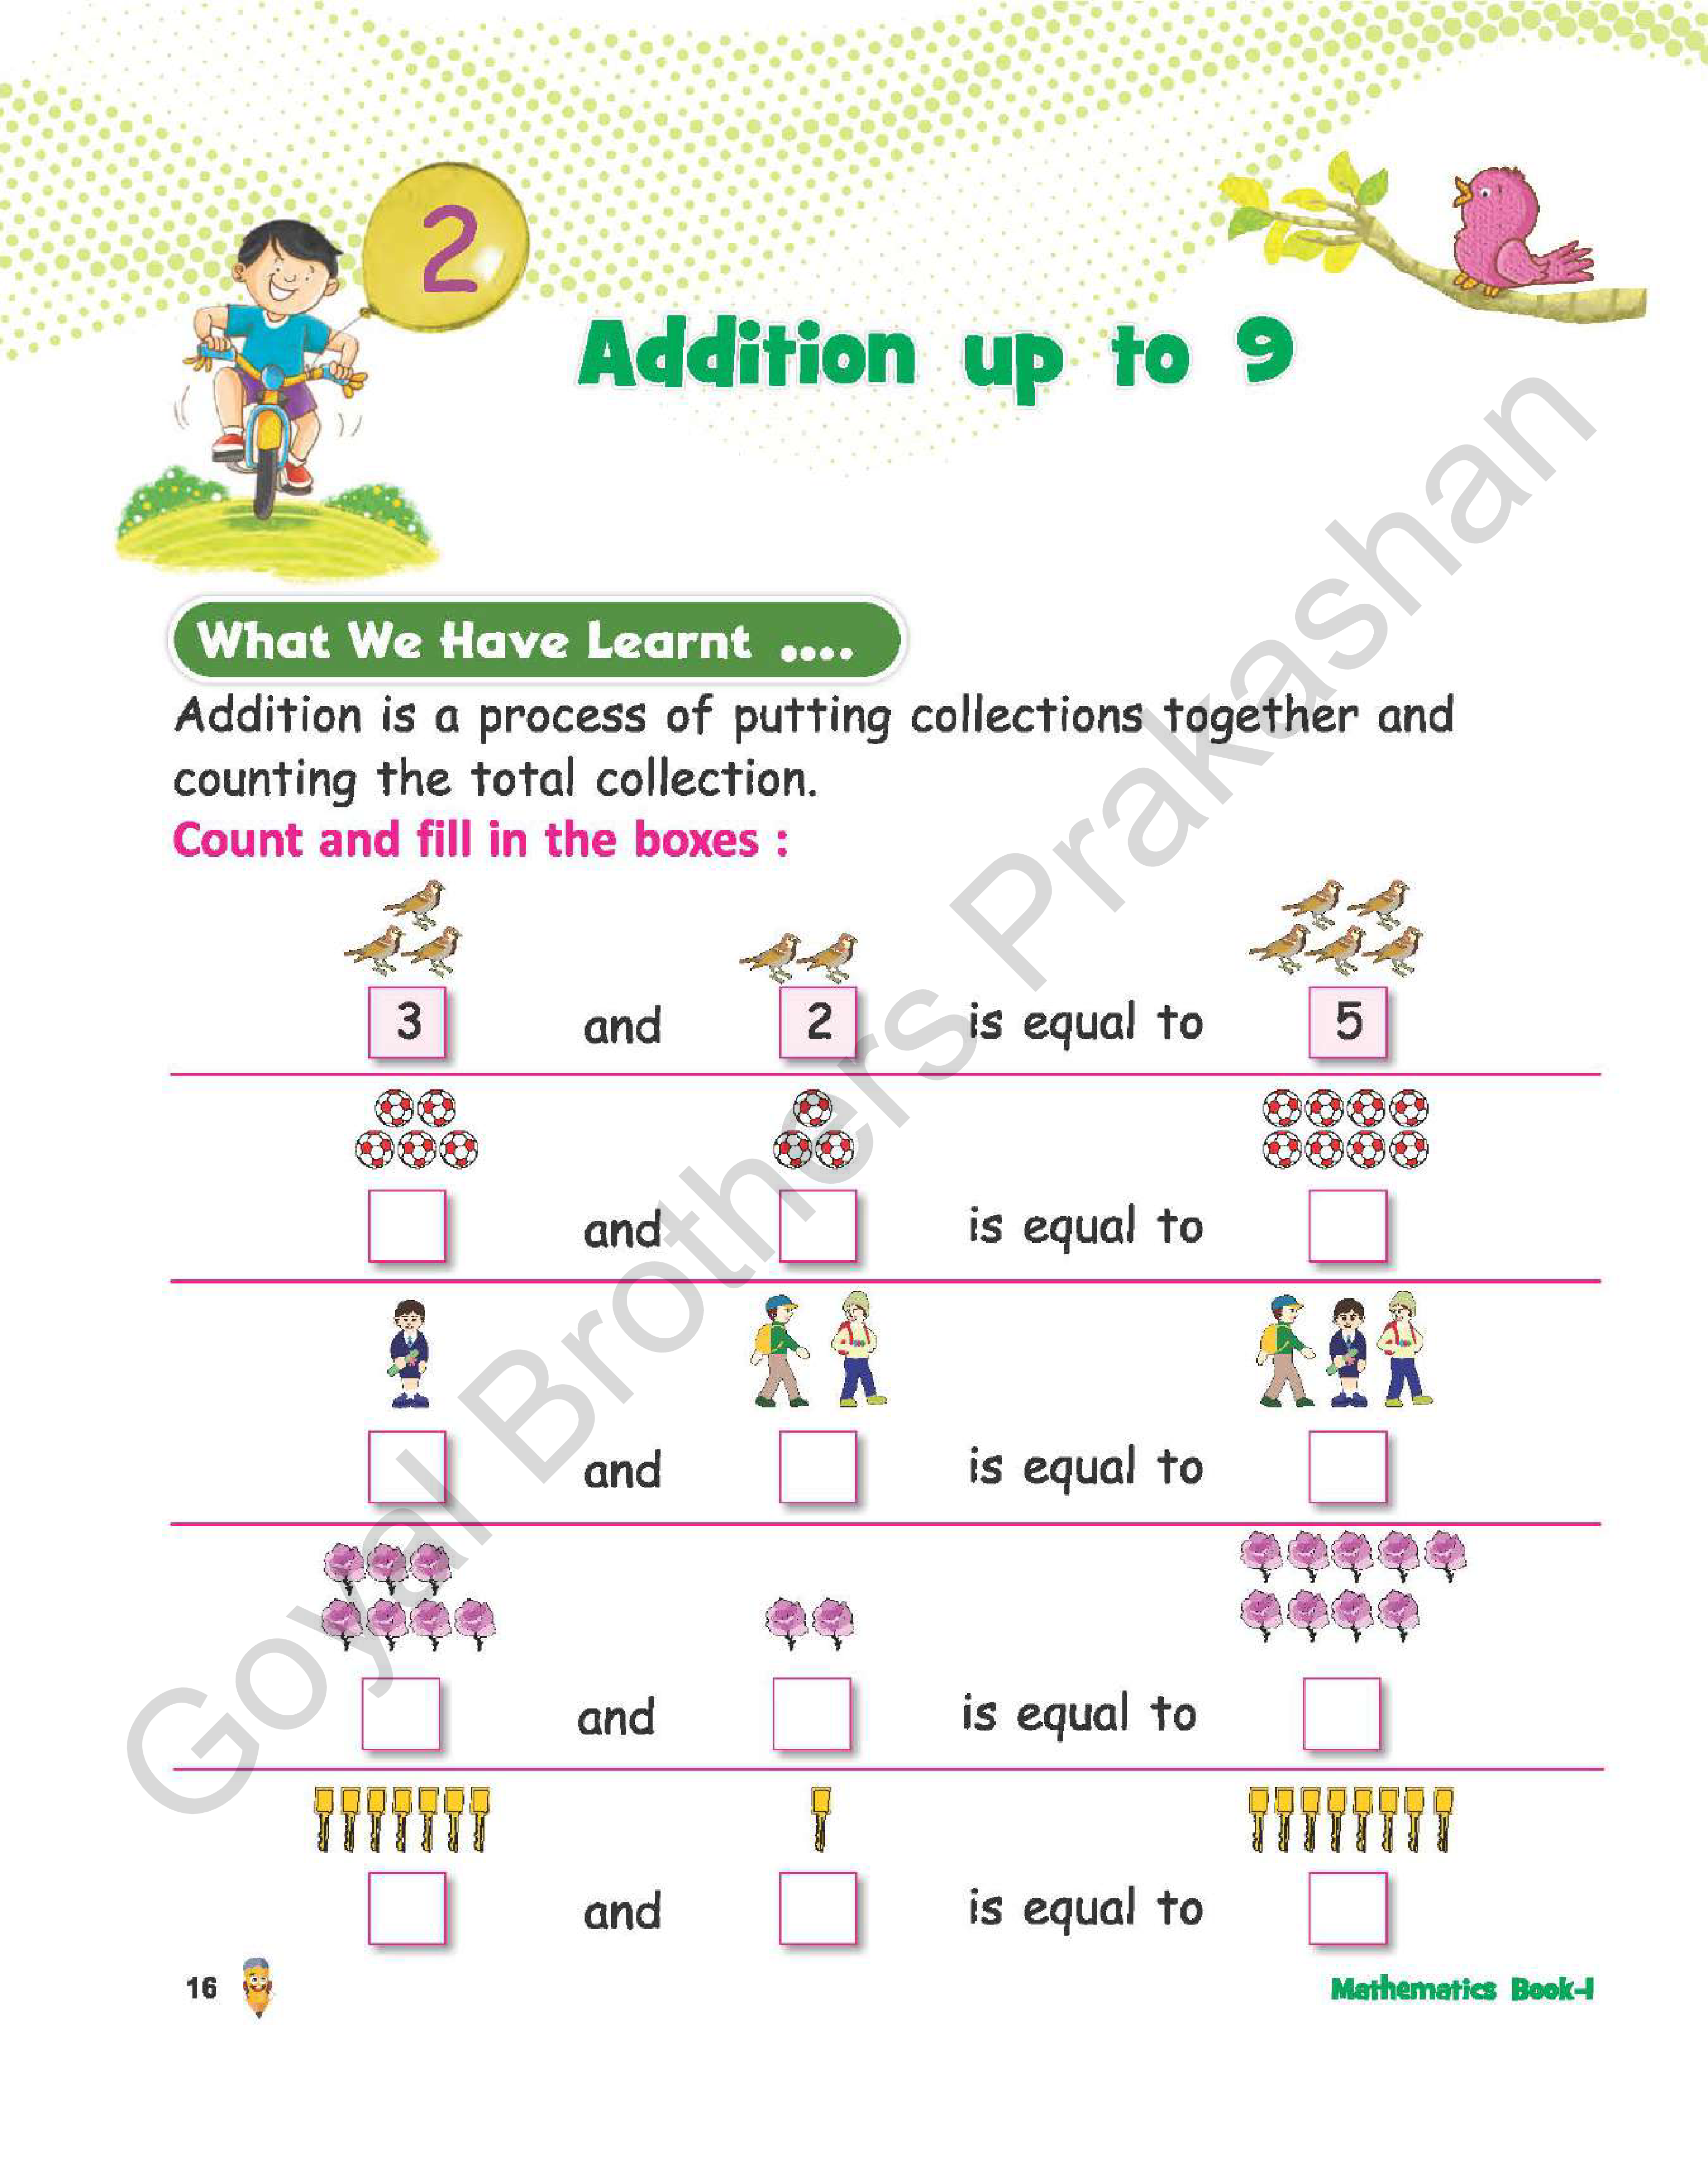 2
Addition up to 9
What We Have Learnt ....
Addition is a process of putting collections together and
counting the total collection.
Count and fill in the boxes :
3 and 2 is equal to 5
and is equal to
and is equal to
and is equal to
and is equal to
16
Mathematics Book-I
Goyal Brothers Prakashan